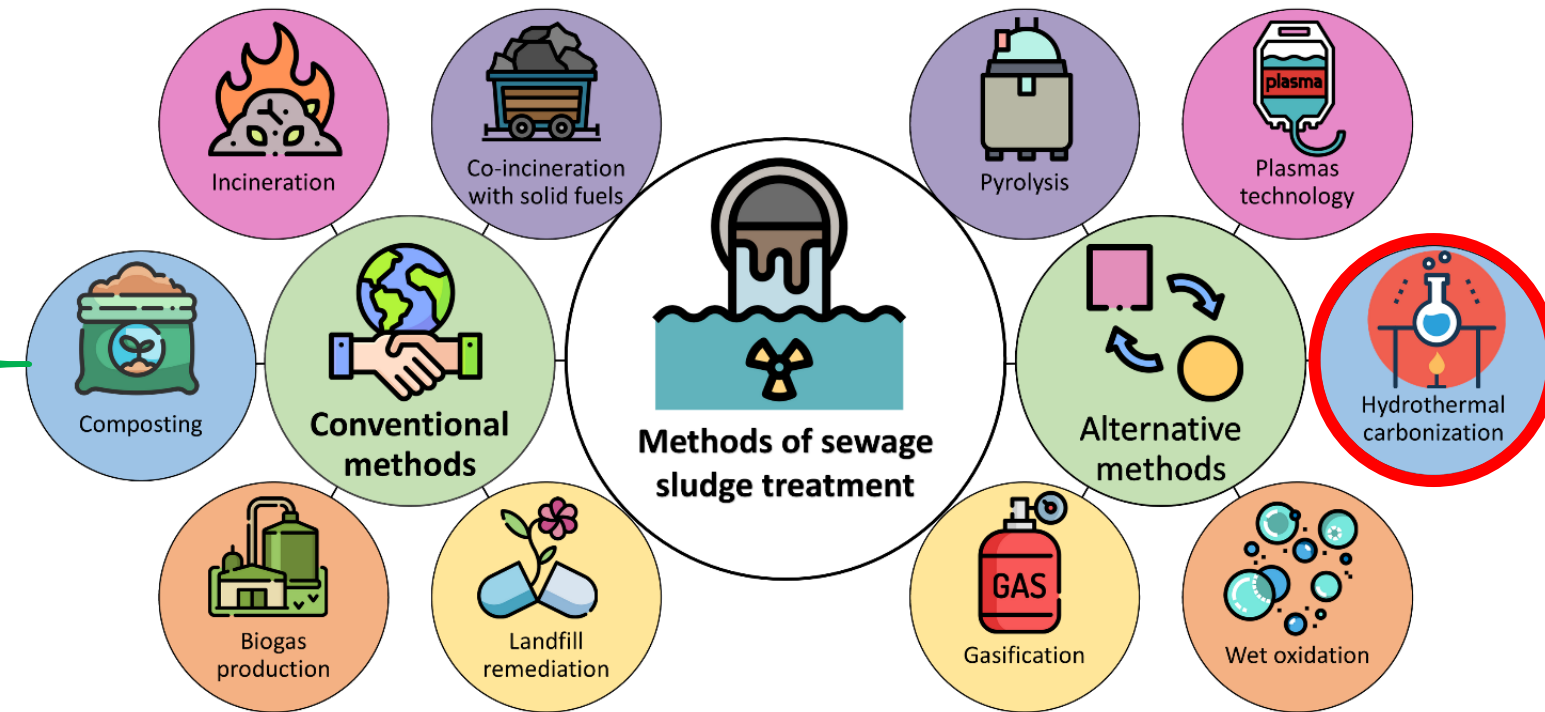 Incineration
Co-incineration
with solid fuels
Pyrolysis
plasma
Plasmas
technology
Composting
Conventional
methods
Methods of sewage
sludge treatment
Alternative
methods
Hydrothermal
carbonization
Biogas
production
Landfill
remediation
GAS
Gasification
Wet oxidation